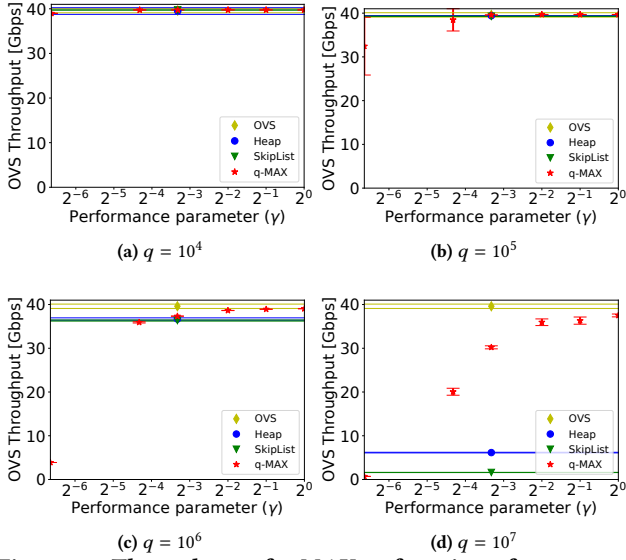 OVS Throughput [Gbps]
40
30
20
10
0
OVS
Heap
SkipList
q-MAX
2^-6 2^-5 2^-4 2^-3 2^-2 2^-1 2^0
Performance parameter (γ)
(a) q = 10^4
OVS Throughput [Gbps]
40
30
20
10
0
OVS
Heap
SkipList
q-MAX
2^-6 2^-5 2^-4 2^-3 2^-2 2^-1 2^0
Performance parameter (γ)
(b) q = 10^5
OVS Throughput [Gbps]
40
30
20
10
0
OVS
Heap
SkipList
q-MAX
2^-6 2^-5 2^-4 2^-3 2^-2 2^-1 2^0
Performance parameter (γ)
(c) q = 10^6
OVS Throughput [Gbps]
40
30
20
10
0
OVS
Heap
SkipList
q-MAX
2^-6 2^-5 2^-4 2^-3 2^-2 2^-1 2^0
Performance parameter (γ)
(d) q = 10^7